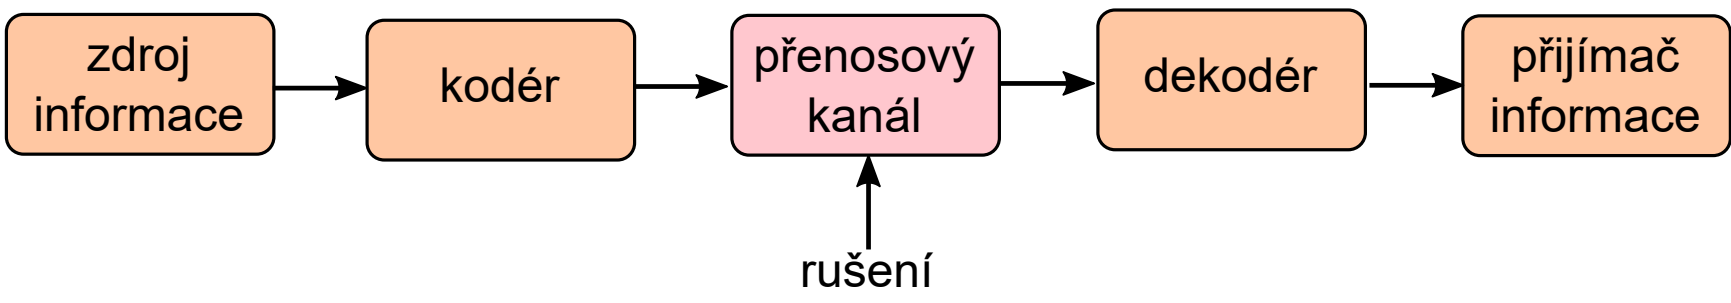 zdroj
informace
kodér
přenosový
kanál
dekodér
přijímač
informace
rušení